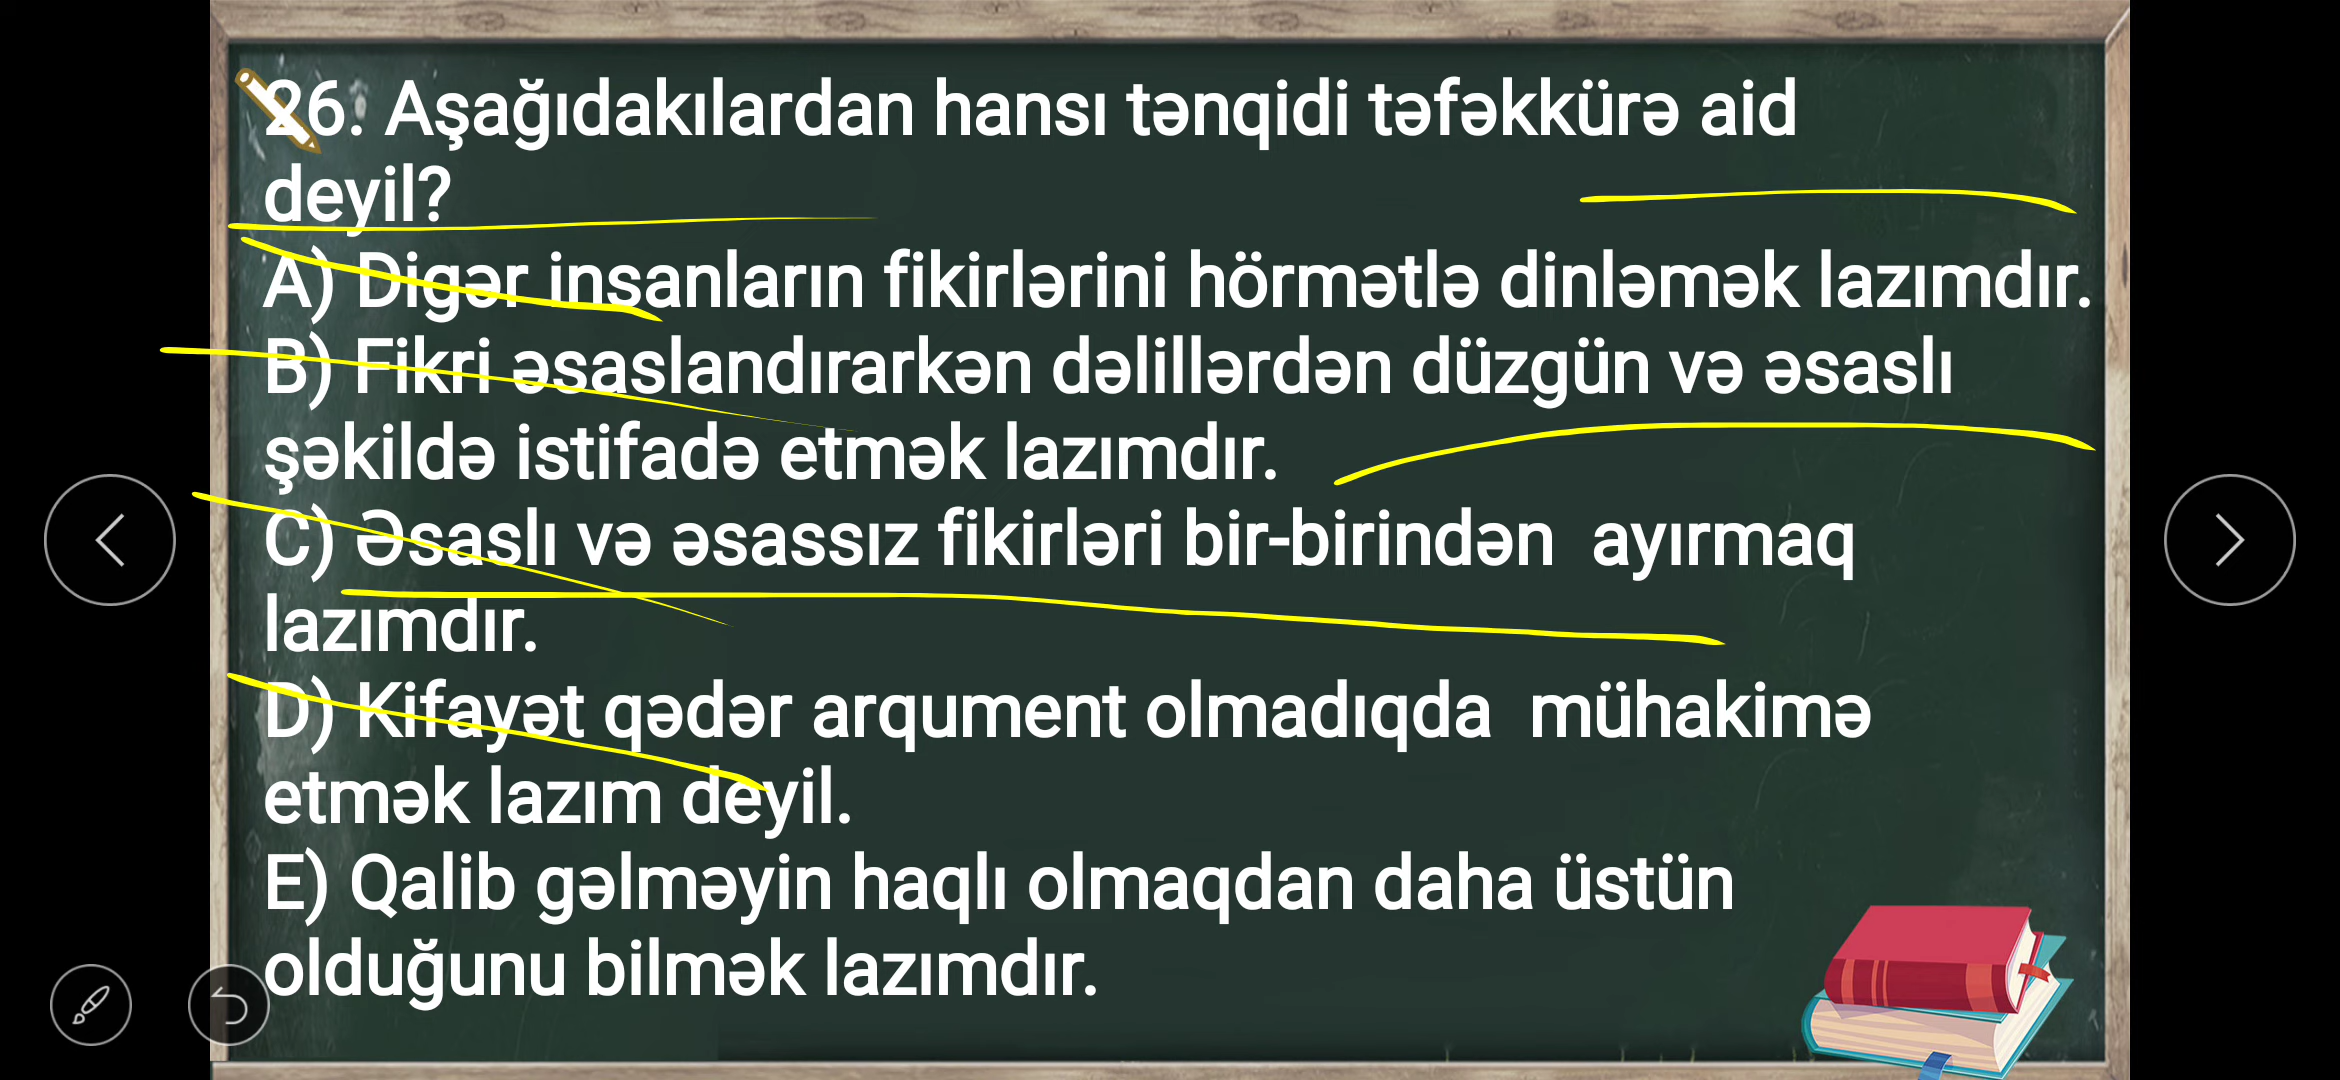 26. Aşağıdakılardan hansı tənqidi təfəkkürə aid
deyil?
A) Digər insanların fikirlərini hörmətlə dinləmək lazımdır.
B) Fikri əsaslandırarkən dəlillərdən düzgün və əsaslı
şəkildə istifadə etmək lazımdır.
C) Əsaslı və əsassız fikirləri bir-birindən  ayırmaq
lazımdır.
D) Kifayət qədər arqument olmadıqda  mühakimə
etmək lazım deyil.
E) Qalib gəlməyin haqlı olmaqdan daha üstün
olduğunu bilmək lazımdır.